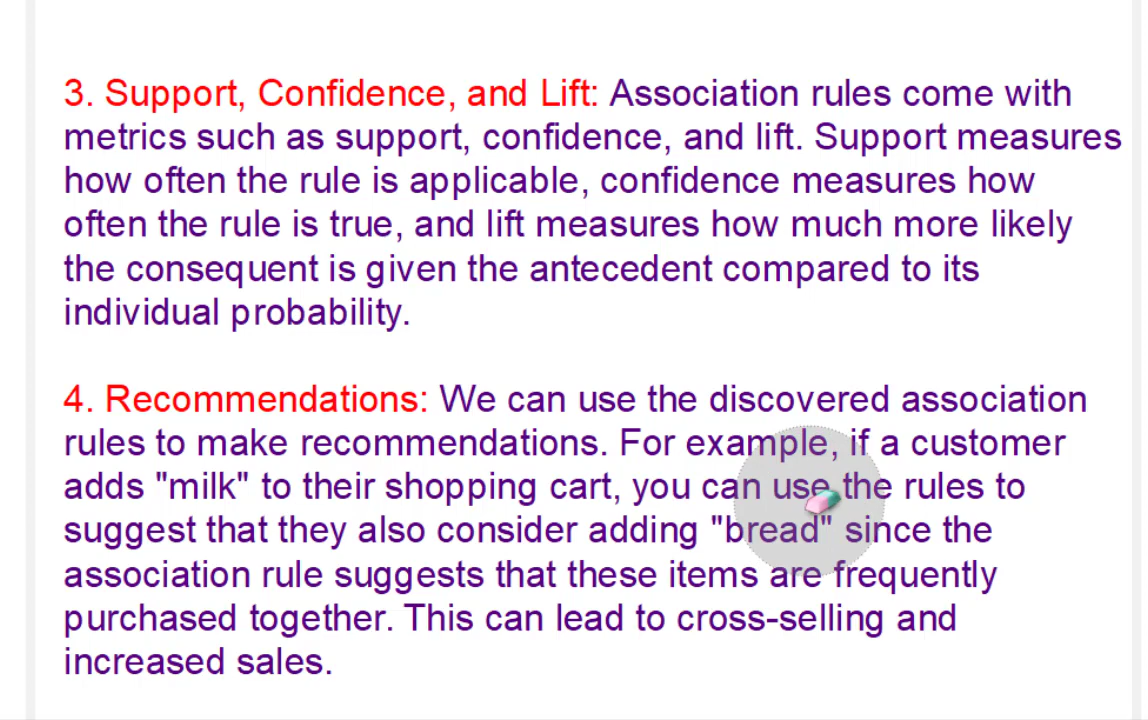 3. Support, Confidence, and Lift: Association rules come with
metrics such as support, confidence, and lift. Support measures
how often the rule is applicable, confidence measures how
often the rule is true, and lift measures how much more likely
the consequent is given the antecedent compared to its
individual probability.
4. Recommendations: We can use the discovered association
rules to make recommendations. For example, if a customer
adds "milk" to their shopping cart, you can use the rules to
suggest that they also consider adding "bread" since the
association rule suggests that these items are frequently
purchased together. This can lead to cross-selling and
increased sales.